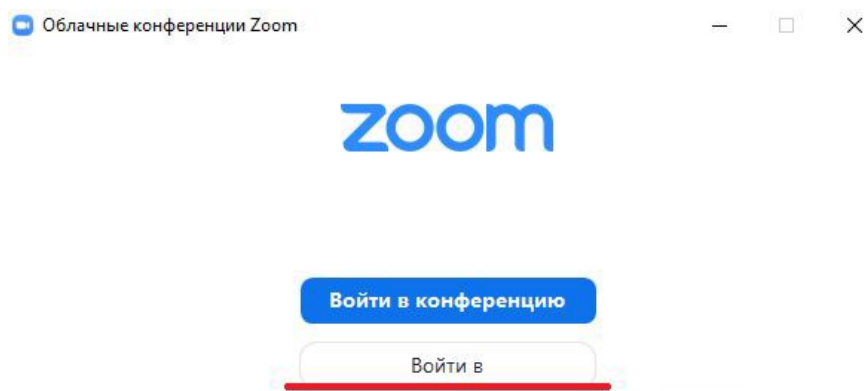 Облачные конференции Zoom
zoom
Войти в конференцию
Войти в